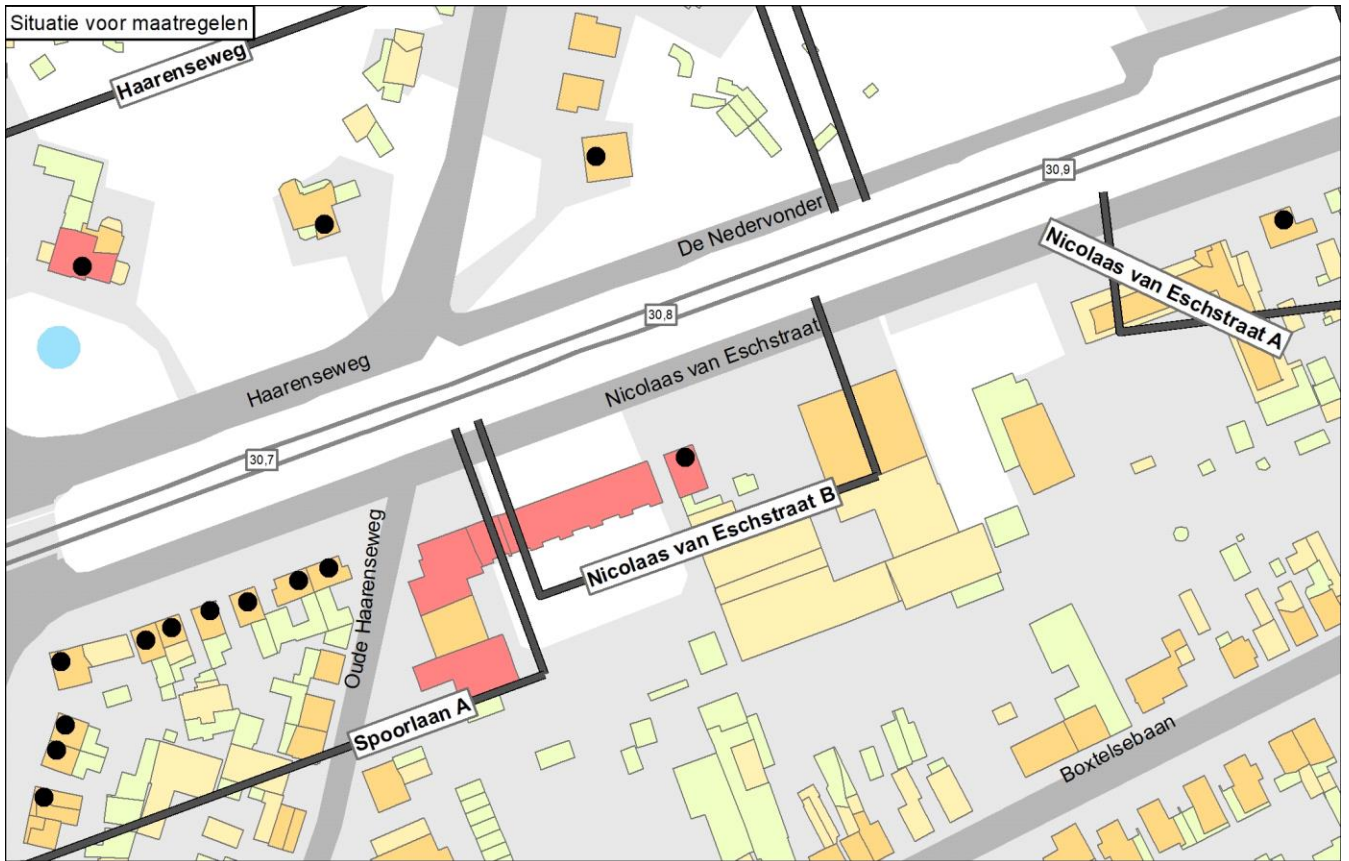 Situatie voor maatregelen
Haarenseweg
30,9
De Nedervonder
Nicolaas van Eschstraat A
30,8
Haarenseweg
Nicolaas van Eschstraat
30,7
Nicolaas van Eschstraat B
Oude Haarenseweg
Spoorlaan A
Boxtelsebaan